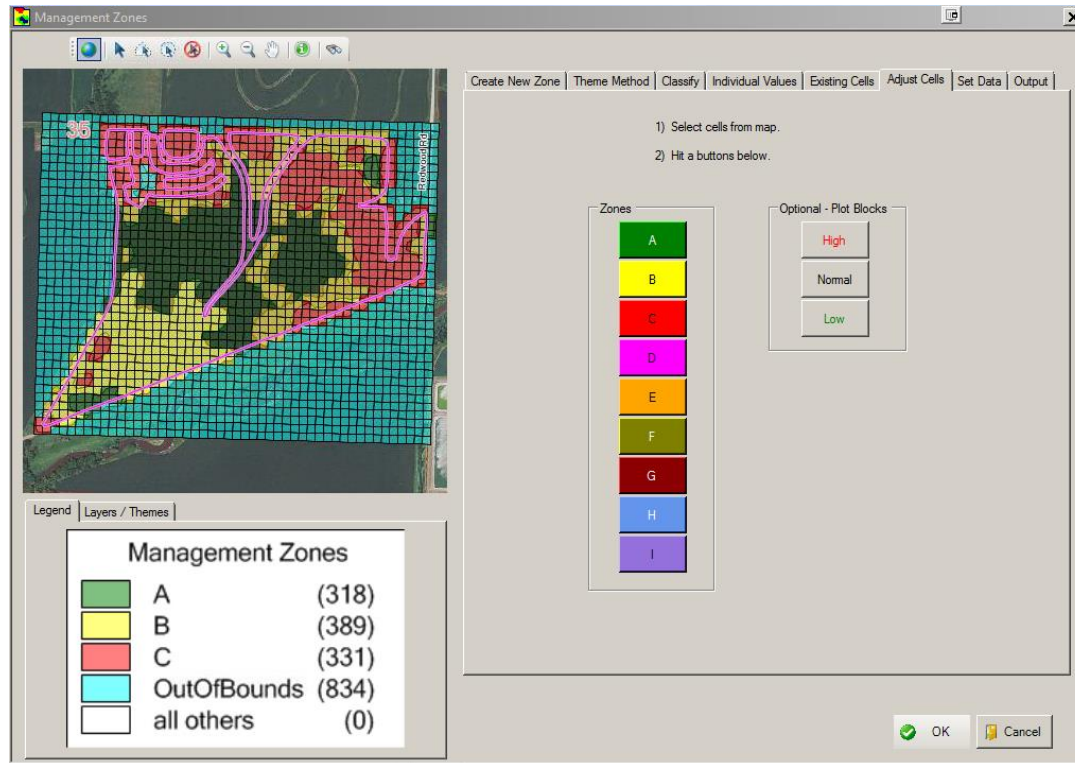 Management Zones
Create New Zone
Theme Method
Classify
Individual Values
Existing Cells
Adjust Cells
Set Data
Output
35
Redwood Rd
1) Select cells from map.
2) Hit a buttons below.
Zones
A
B
C
D
E
F
G
H
I
Optional - Plot Blocks
High
Normal
Low
Legend
Layers / Themes
Management Zones
A (318)
B (389)
C (331)
OutOfBounds (834)
all others (0)
OK
Cancel